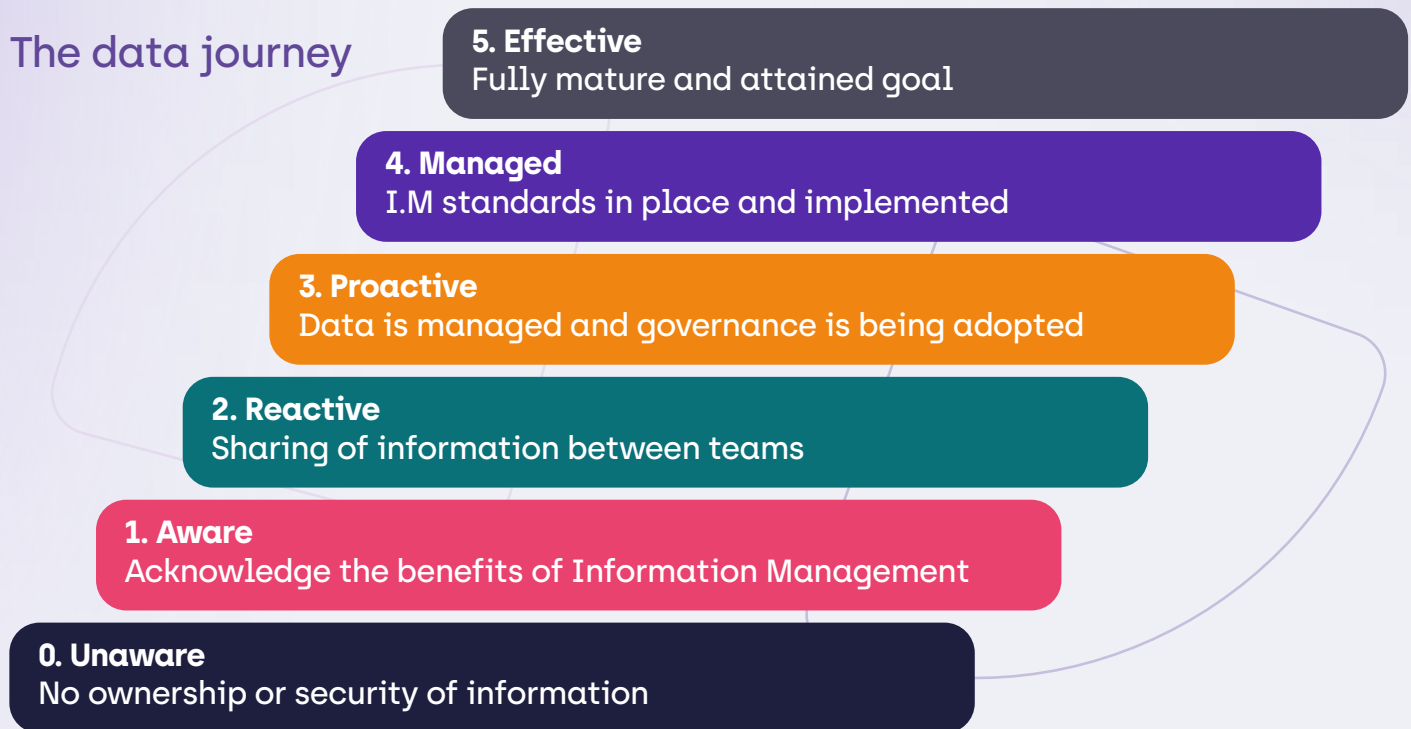 The data journey
5. Effective
Fully mature and attained goal
4. Managed
I.M standards in place and implemented
3. Proactive
Data is managed and governance is being adopted
2. Reactive
Sharing of information between teams
1. Aware
Acknowledge the benefits of Information Management
0. Unaware
No ownership or security of information